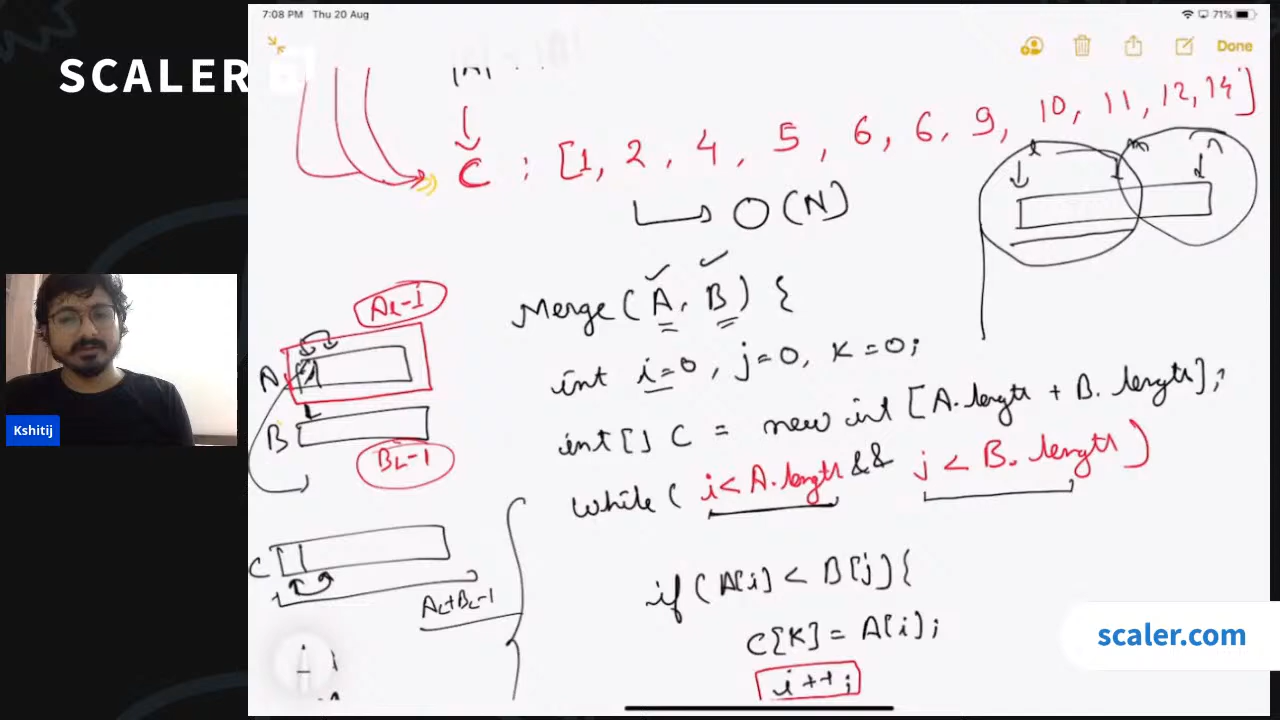 7:08 PM Thu 20 Aug
71%
Done
SCALER
C : [1, 2, 4, 5, 6, 6, 9, 10, 11, 12, 14]
l m n
O(N)
Merge (A, B) {
int i=0, j=0, K=0;
int[] C = new int [A.length + B.length];
while ( i< A.length && j < B.length)
if (A[i] < B[j]{
C[K] = A[i];
i++;
AL-1
A
B
BL-1
C
AL+BL-1
Kshitij
scaler.com